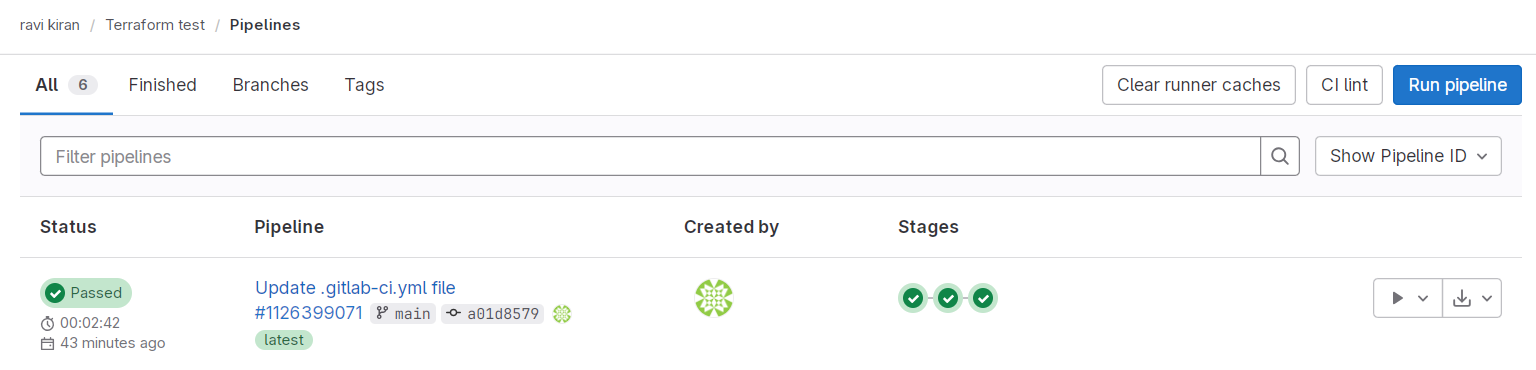 ravi kiran / Terraform test / Pipelines
All 6 Finished Branches Tags Clear runner caches CI lint Run pipeline
Filter pipelines Show Pipeline ID
Status Pipeline Created by Stages
Passed Update .gitlab-ci.yml file
#1126399071 main a01d8579
00:02:42
latest
43 minutes ago